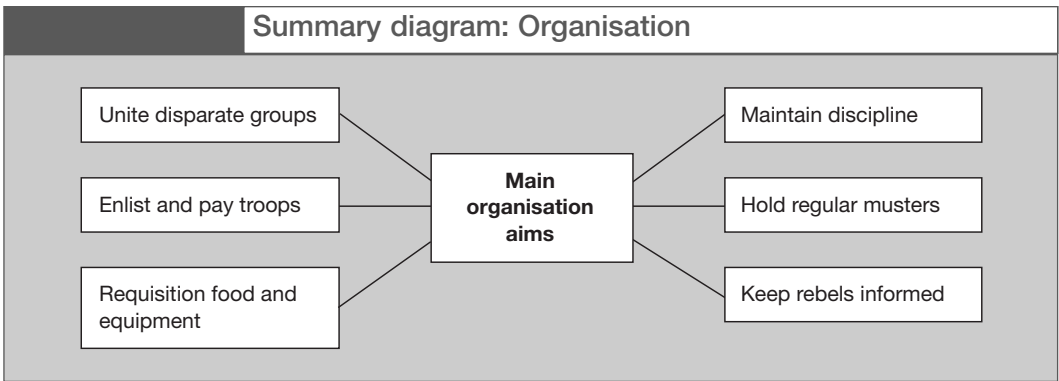 Summary diagram: Organisation
Unite disparate groups
Enlist and pay troops
Requisition food and
equipment
Main
organisation
aims
Maintain discipline
Hold regular musters
Keep rebels informed